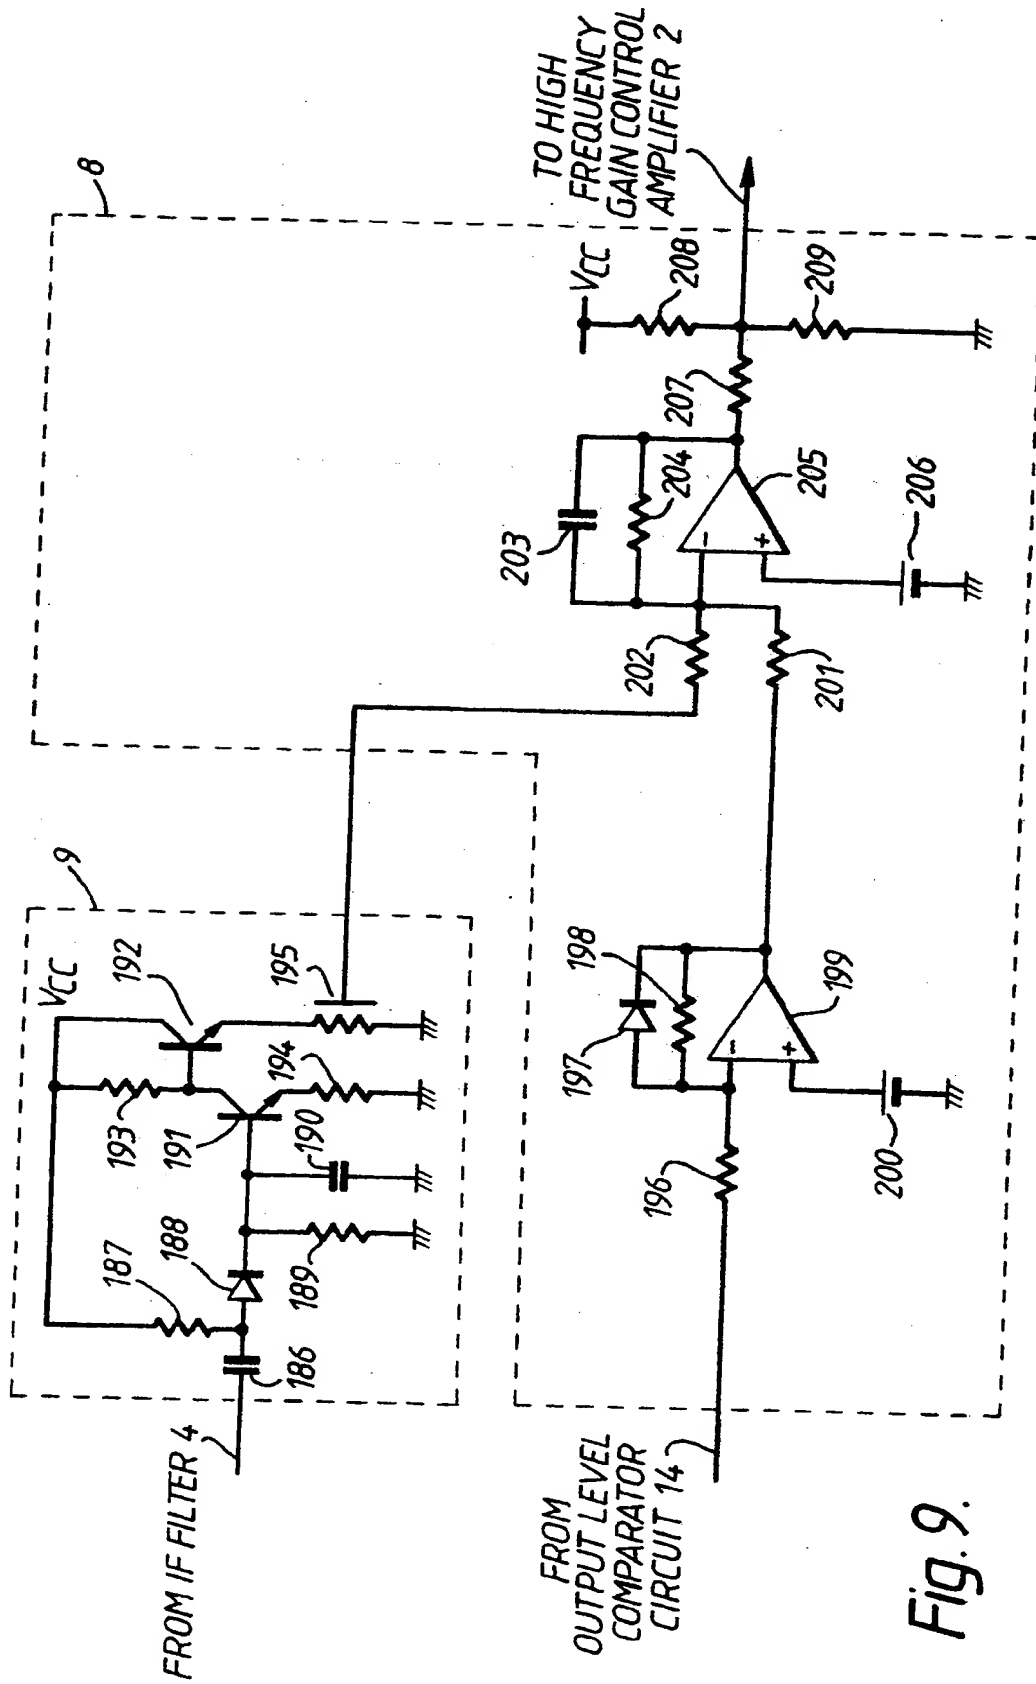 FROM IF FILTER 4
186
187
188
189
190
191
192
193
194
195
VCC
9
8
FROM
OUTPUT LEVEL
COMPARATOR
CIRCUIT 14
196
197
198
199
200
201
202
203
204
205
206
207
208
209
VCC
TO HIGH
FREQUENCY
GAIN CONTROL
AMPLIFIER 2
Fig. 9.